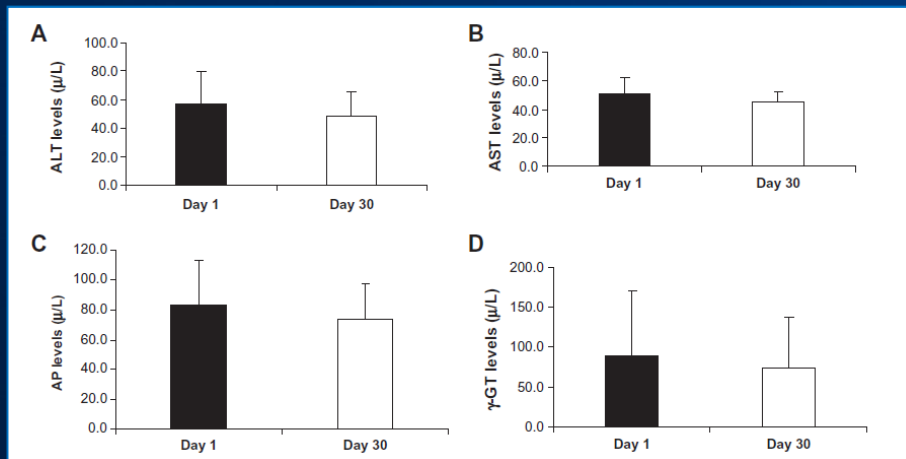 A
ALT levels (µ/L)
100.0
80.0
60.0
40.0
20.0
0.0
Day 1
Day 30
B
AST levels (µ/L)
80.0
60.0
40.0
20.0
0.0
Day 1
Day 30
C
AP levels (µ/L)
120.0
100.0
80.0
60.0
40.0
20.0
0.0
Day 1
Day 30
D
γ-GT levels (µ/L)
200.0
150.0
100.0
50.0
0.0
Day 1
Day 30